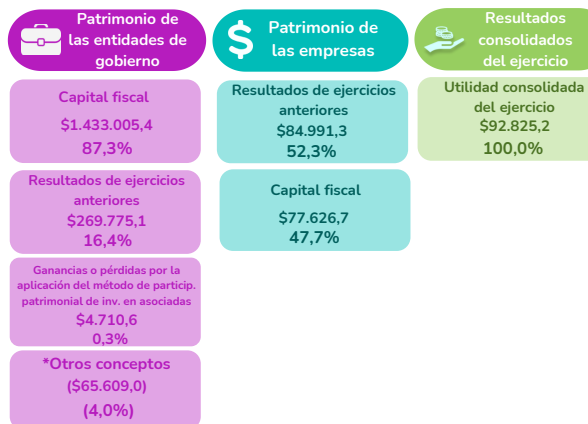 Patrimonio de
las entidades de
gobierno
Capital fiscal
$1.433.005,4
87,3%
Resultados de ejercicios
anteriores
$269.775,1
16,4%
Ganancias o pérdidas por la
aplicación del método de particip.
patrimonial de inv. en asociadas
$4.710,6
0,3%
*Otros conceptos
($65.609,0)
(4,0%)
$
Patrimonio de
las empresas
Resultados de ejercicios
anteriores
$84.991,3
52,3%
Capital fiscal
$77.626,7
47,7%
Resultados
consolidados
del ejercicio
Utilidad consolidada
del ejercicio
$92.825,2
100,0%